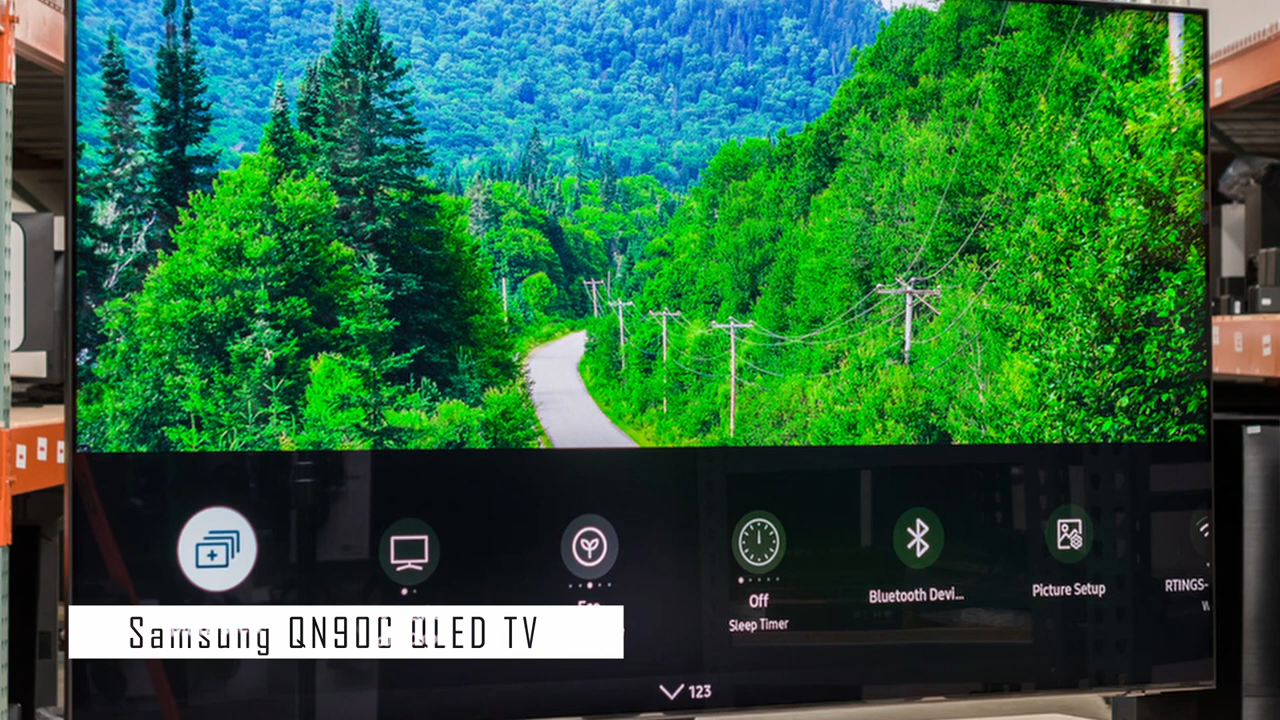 Off
Sleep Timer
Bluetooth Devi...
Picture Setup
RTINGS-
Samsung QN90C QLED TV
123